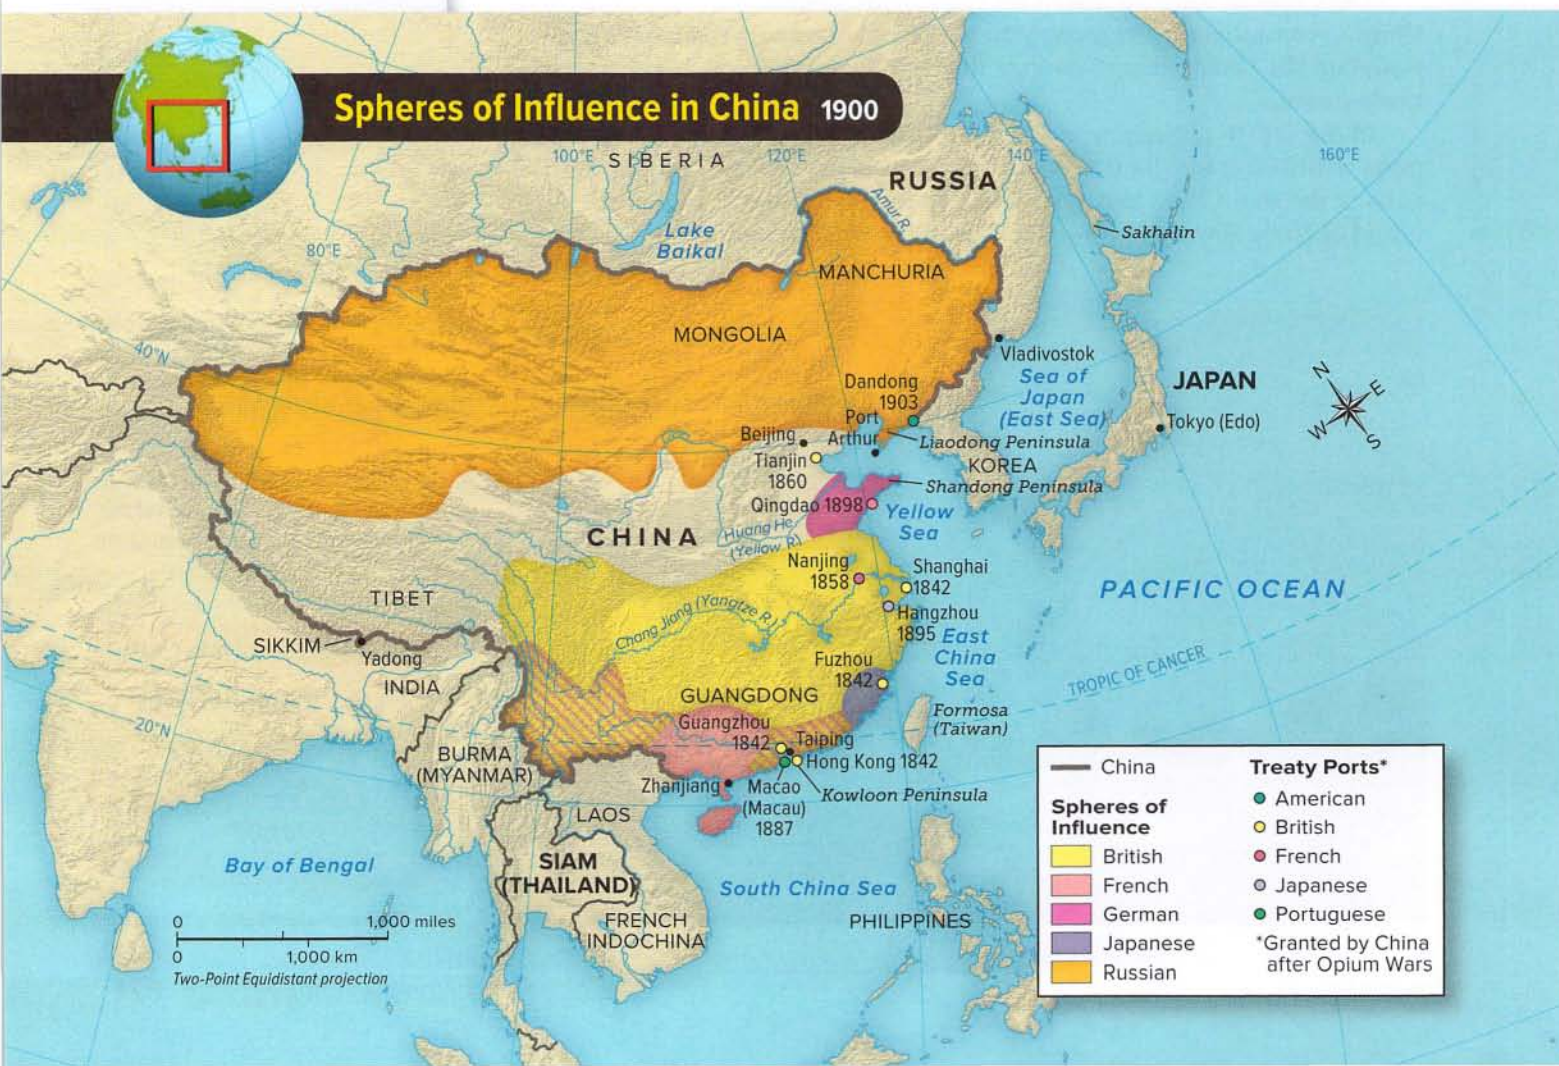 Spheres of Influence in China 1900
100°E
SIBERIA
120°E
140°E
160°E
RUSSIA
Amur R.
Lake
Baikal
80°E
Sakhalin
MANCHURIA
MONGOLIA
40°N
Vladivostok
Sea of
Japan
(East Sea)
JAPAN
Tokyo (Edo)
N
E
W
S
Dandong
1903
Port
Arthur
Beijing
Liaodong Peninsula
Tianjin
1860
KOREA
Shandong Peninsula
Qingdao 1898
Yellow
Sea
Huang He
(Yellow R.)
CHINA
Nanjing
1858
Shanghai
1842
PACIFIC OCEAN
TIBET
Hangzhou
1895
Chang Jiang (Yangtze R.)
East
China
Sea
SIKKIM
Yadong
INDIA
Fuzhou
1842
TROPIC OF CANCER
GUANGDONG
Formosa
(Taiwan)
20°N
Guangzhou
1842
Taiping
Hong Kong 1842
BURMA
(MYANMAR)
Zhanjiang
Macao
(Macau)
1887
Kowloon Peninsula
LAOS
Bay of Bengal
SIAM
(THAILAND)
South China Sea
FRENCH
INDOCHINA
PHILIPPINES
0 1,000 miles
0 1,000 km
Two-Point Equidistant projection
China
Spheres of
Influence
British
French
German
Japanese
Russian
Treaty Ports*
American
British
French
Japanese
Portuguese
*Granted by China
after Opium Wars